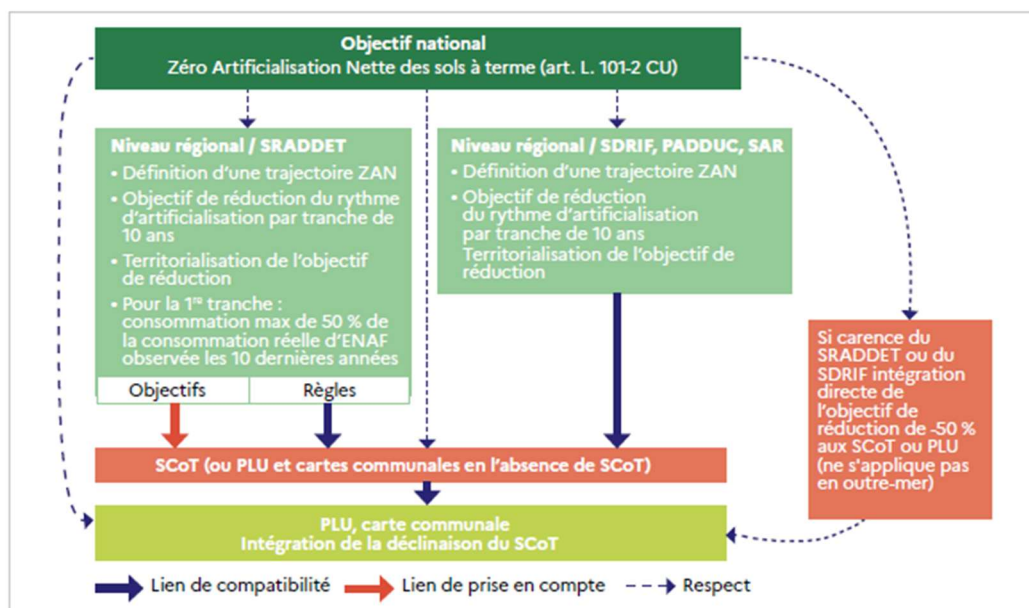 Objectif national
Zéro Artificialisation Nette des sols à terme (art. L. 101-2 CU)
Niveau régional / SRADDET
• Définition d'une trajectoire ZAN
• Objectif de réduction du rythme
d'artificialisation par tranche de
10 ans
• Territorialisation de l'objectif
de réduction
• Pour la 1re tranche :
consommation max de 50 % de
la consommation réelle d'ENAF
observée les 10 dernières années
Objectifs
Règles
Niveau régional / SDRIF, PADDUC, SAR
• Définition d'une trajectoire ZAN
• Objectif de réduction
du rythme d'artificialisation
par tranche de 10 ans
Territorialisation de l'objectif de
réduction
Si carence du
SRADDET ou du
SDRIF intégration
directe de
l'objectif de
réduction de -50 %
aux SCoT ou PLU
(ne s'applique pas
en outre-mer)
SCoT (ou PLU et cartes communales en l'absence de SCoT)
PLU, carte communale
Intégration de la déclinaison du SCoT
Lien de compatibilité
Lien de prise en compte
Respect